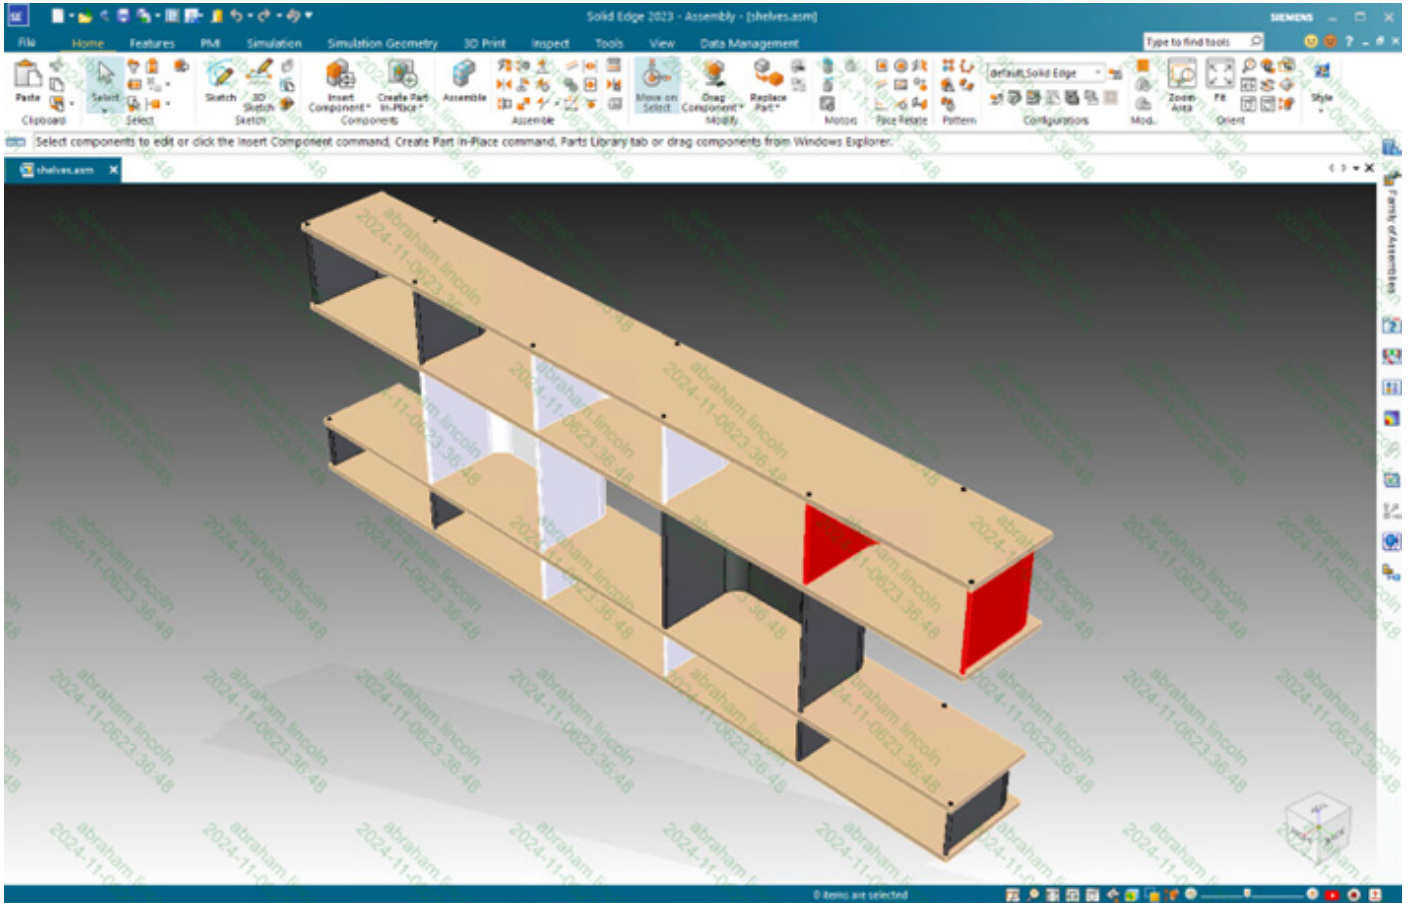 SE
Solid Edge 2023 - Assembly - [shelves.asm]
SIEMENS
File Home Features PMI Simulation Simulation Geometry 3D Print Inspect Tools View Data Management
Type to find tools
Paste
Select
Sketch
3D Sketch
Insert Component
Create Part In-Place
Assemble
Move on Select
Drag Component
Replace Part
default,Solid Edge
Zoom Area
Fit
Style
Clipboard
Select
Sketch
Components
Assemble
Modify
Motors
Face Relate
Pattern
Configurations
Mod..
Orient
Select components to edit or click the Insert Component command, Create Part In-Place command, Parts Library tab or drag components from Windows Explorer.
shelves.asm
Family of Assemblies
abraham.lincoln
2024-11-0623:36:48
BACK
0 items are selected